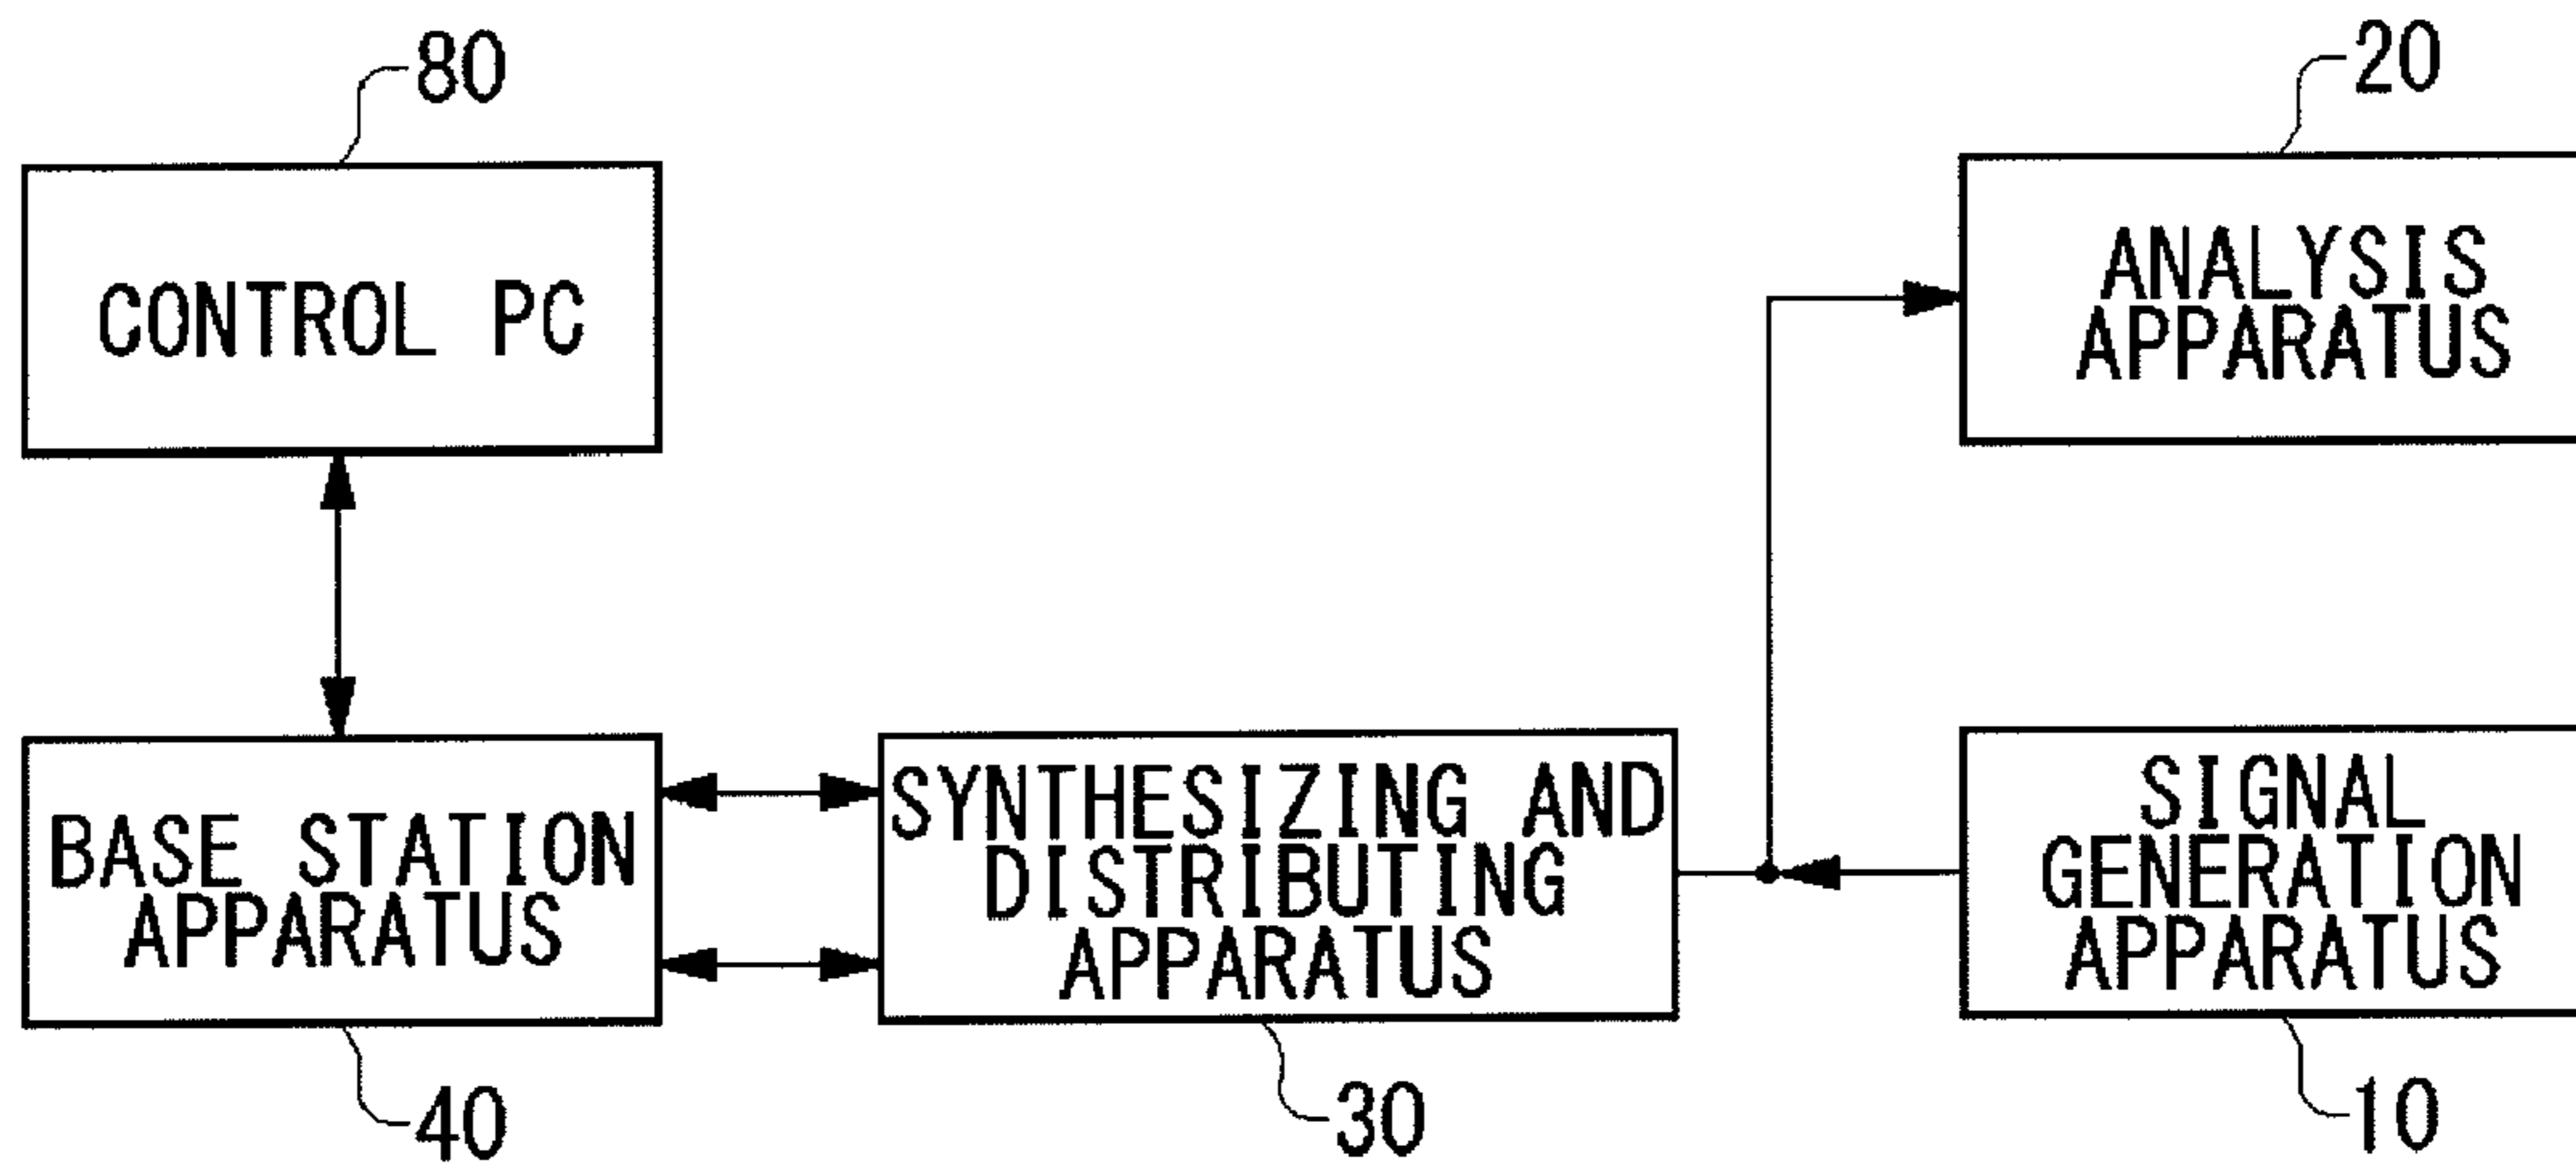 80
20
CONTROL PC
ANALYSIS
APPARATUS
BASE STATION
APPARATUS
SYNTHESIZING AND
DISTRIBUTING
APPARATUS
SIGNAL
GENERATION
APPARATUS
40
30
10